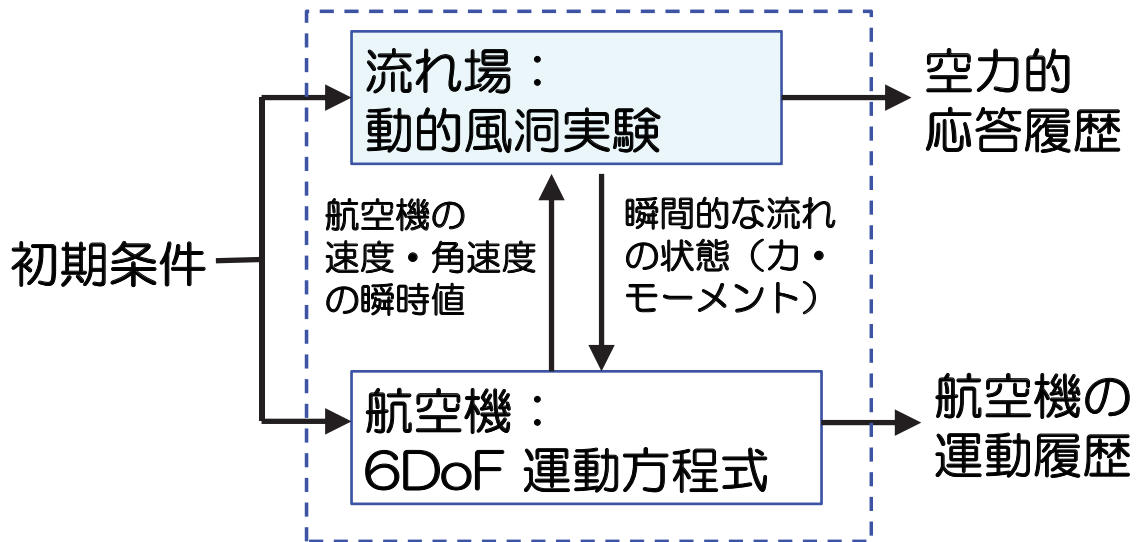 初期条件
流れ場：
動的風洞実験
空力的
応答履歴
航空機の
速度・角速度
の瞬時値
瞬間的な流れ
の状態（力・
モーメント）
航空機：
6DoF 運動方程式
航空機の
運動履歴